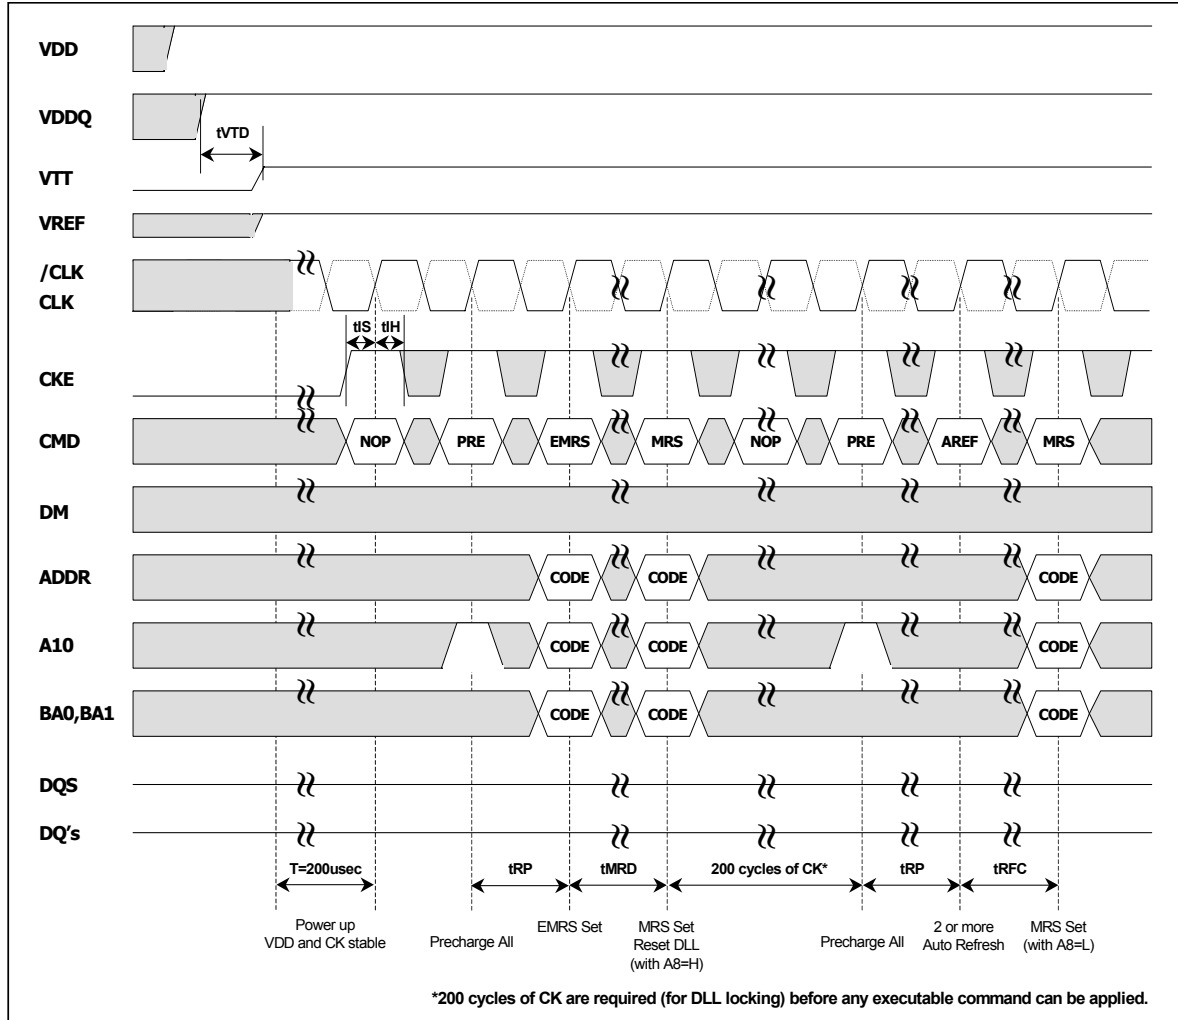 VDD
VDDQ
tVTD
VTT
VREF
/CLK
CLK
tIS tIH
CKE
CMD NOP PRE EMRS MRS NOP PRE AREF MRS
DM
ADDR CODE CODE CODE
A10 CODE CODE CODE
BA0,BA1 CODE CODE CODE
DQS
DQ's
T=200usec tRP tMRD 200 cycles of CK* tRP tRFC
Power up
VDD and CK stable
Precharge All
EMRS Set
MRS Set
Reset DLL
(with A8=H)
Precharge All
2 or more
Auto Refresh
MRS Set
(with A8=L)
*200 cycles of CK are required (for DLL locking) before any executable command can be applied.